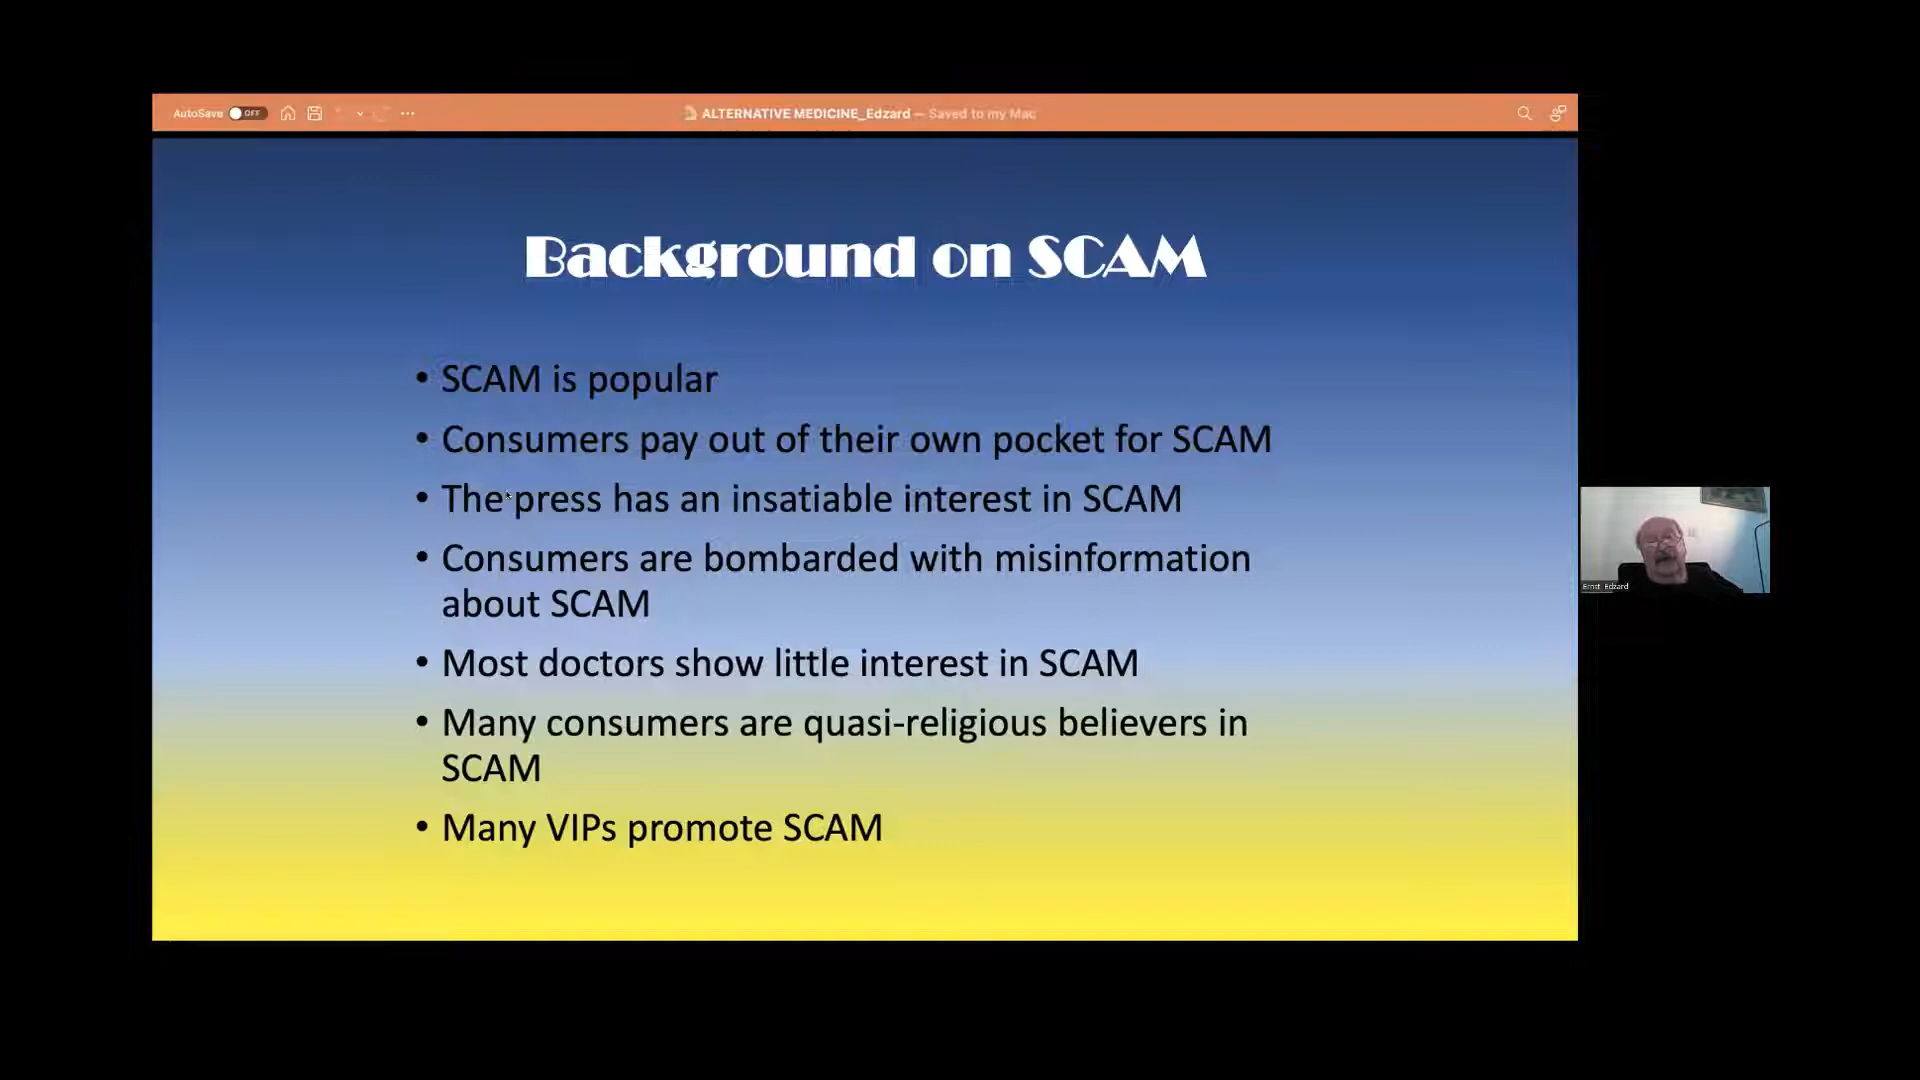 AutoSave OFF
ALTERNATIVE MEDICINE_Edzard — Saved to my Mac
Background on SCAM
• SCAM is popular
• Consumers pay out of their own pocket for SCAM
• The press has an insatiable interest in SCAM
• Consumers are bombarded with misinformation
about SCAM
• Most doctors show little interest in SCAM
• Many consumers are quasi-religious believers in
SCAM
• Many VIPs promote SCAM
Ernst Edzard